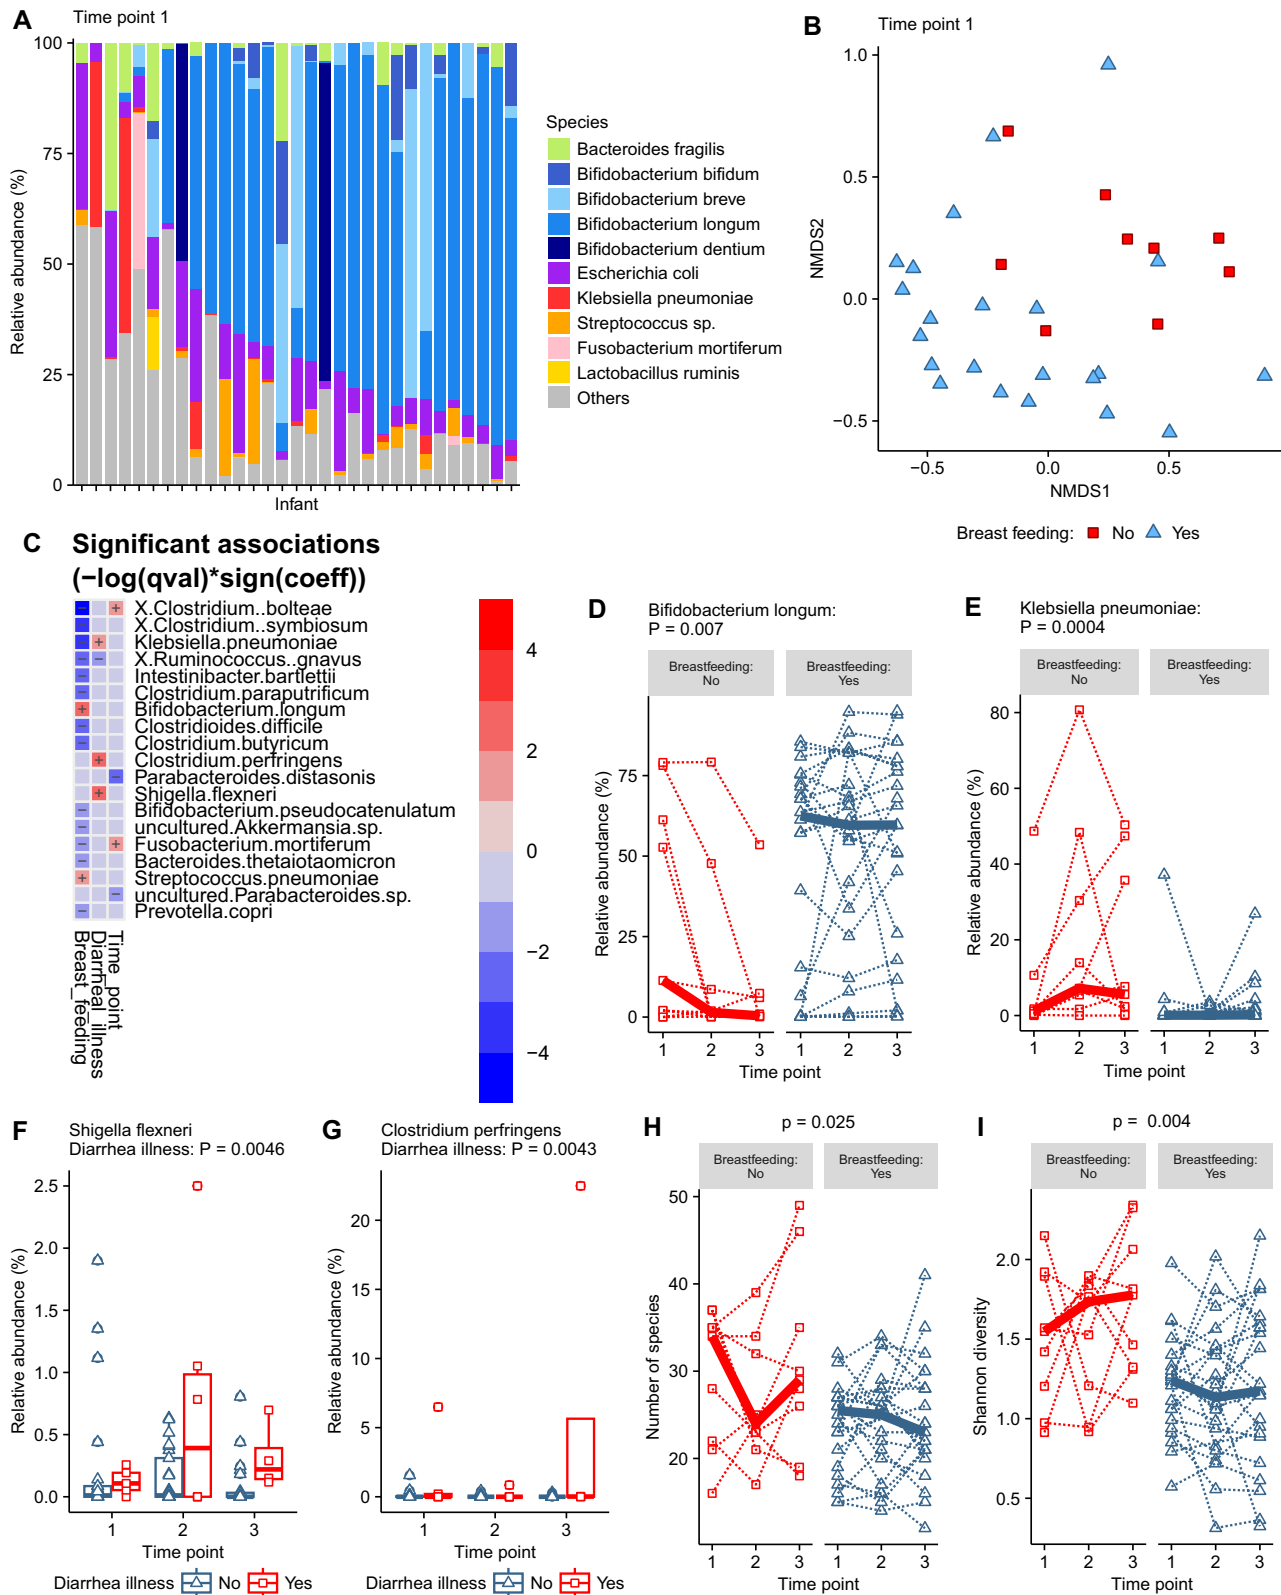 A
Time point 1
Relative abundance (%)
100
75
50
25
0
Infant
Species
Bacteroides fragilis
Bifidobacterium bifidum
Bifidobacterium breve
Bifidobacterium longum
Bifidobacterium dentium
Escherichia coli
Klebsiella pneumoniae
Streptococcus sp.
Fusobacterium mortiferum
Lactobacillus ruminis
Others
B
Time point 1
NMDS2
1.0
0.5
0.0
−0.5
−0.5
0.0
0.5
NMDS1
Breast feeding: No Yes
C
Significant associations
(−log(qval)*sign(coeff))
− + X.Clostridium..bolteae
− X.Clostridium..symbiosum
− + Klebsiella.pneumoniae
− − X.Ruminococcus..gnavus
− Intestinibacter.bartlettii
− Clostridium.paraputrificum
+ Bifidobacterium.longum
− Clostridioides.difficile
− Clostridium.butyricum
+ Clostridium.perfringens
− Parabacteroides.distasonis
+ Shigella.flexneri
− Bifidobacterium.pseudocatenulatum
− uncultured.Akkermansia.sp.
− + Fusobacterium.mortiferum
− Bacteroides.thetaiotaomicron
+ Streptococcus.pneumoniae
− uncultured.Parabacteroides.sp.
− Prevotella.copri
Breast_feeding
Diarrheal_illness
Time_point
4
2
0
−2
−4
D
Bifidobacterium longum:
P = 0.007
Breastfeeding:
No
Breastfeeding:
Yes
Relative abundance (%)
75
50
25
0
1 2 3
1 2 3
Time point
E
Klebsiella pneumoniae:
P = 0.0004
Breastfeeding:
No
Breastfeeding:
Yes
Relative abundance (%)
80
60
40
20
0
1 2 3
1 2 3
Time point
F
Shigella flexneri
Diarrhea illness: P = 0.0046
Relative abundance (%)
2.5
2.0
1.5
1.0
0.5
0.0
1 2 3
Time point
Diarrhea illness No Yes
G
Clostridium perfringens
Diarrhea illness: P = 0.0043
Relative abundance (%)
20
15
10
5
0
1 2 3
Time point
Diarrhea illness No Yes
H
p = 0.025
Breastfeeding:
No
Breastfeeding:
Yes
Number of species
50
40
30
20
1 2 3
1 2 3
Time point
I
p = 0.004
Breastfeeding:
No
Breastfeeding:
Yes
Shannon diversity
2.0
1.5
1.0
0.5
1 2 3
1 2 3
Time point